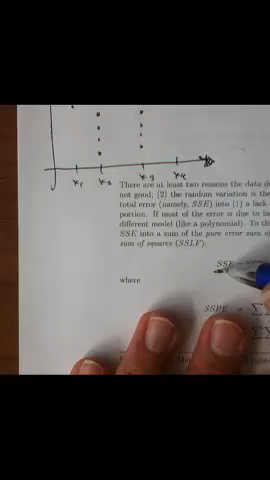 x₁ x₂ x₃ x₄
There are at least two reasons the data do
not good; (2) the random variation is the
total error (namely, SSE) into (1) a lack-
portion. If most of the error is due to la
different model (like a polynomial). To th
SSE into a sum of the pure error sum of
sum of squares (SSLF):
SSE =
where
SSPE = ∑∑